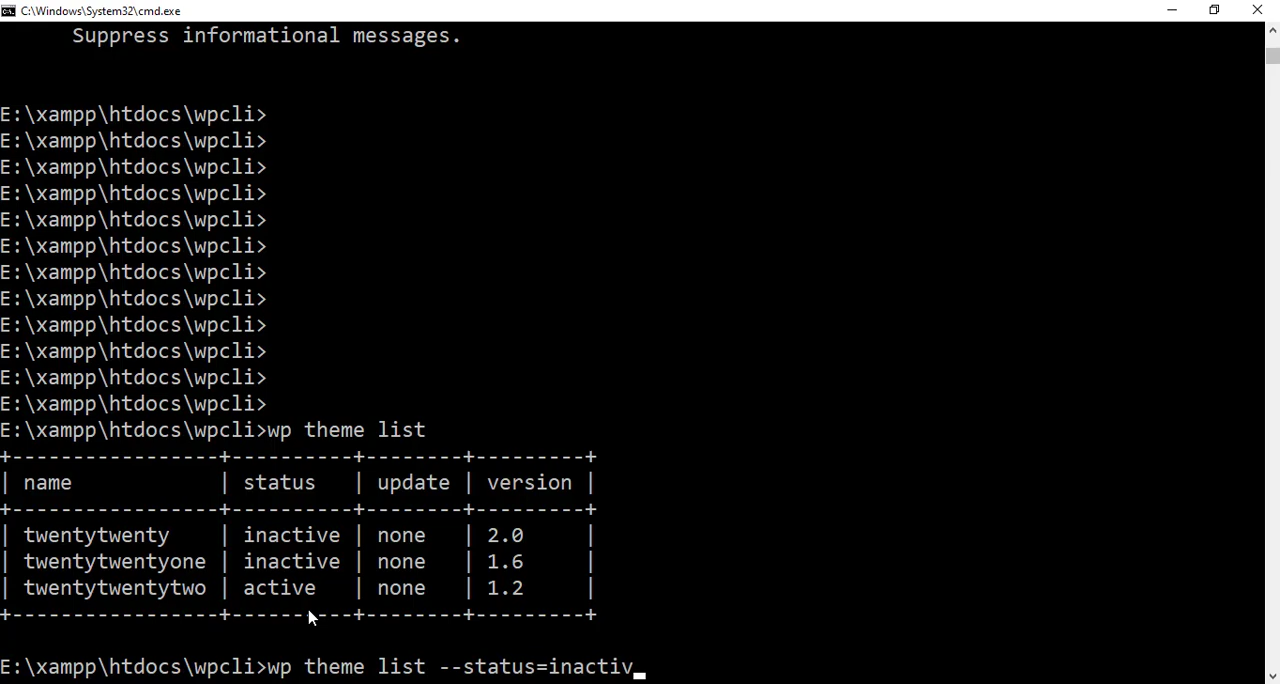 C:\Windows\System32\cmd.exe
Suppress informational messages.
E:\xampp\htdocs\wpcli>
E:\xampp\htdocs\wpcli>
E:\xampp\htdocs\wpcli>
E:\xampp\htdocs\wpcli>
E:\xampp\htdocs\wpcli>
E:\xampp\htdocs\wpcli>
E:\xampp\htdocs\wpcli>
E:\xampp\htdocs\wpcli>
E:\xampp\htdocs\wpcli>
E:\xampp\htdocs\wpcli>
E:\xampp\htdocs\wpcli>
E:\xampp\htdocs\wpcli>
E:\xampp\htdocs\wpcli>wp theme list
+-----------------+----------+--------+---------+
| name            | status   | update | version |
+-----------------+----------+--------+---------+
| twentytwenty    | inactive | none   | 2.0     |
| twentytwentyone | inactive | none   | 1.6     |
| twentytwentytwo | active   | none   | 1.2     |
+-----------------+----------+--------+---------+
E:\xampp\htdocs\wpcli>wp theme list --status=inactiv